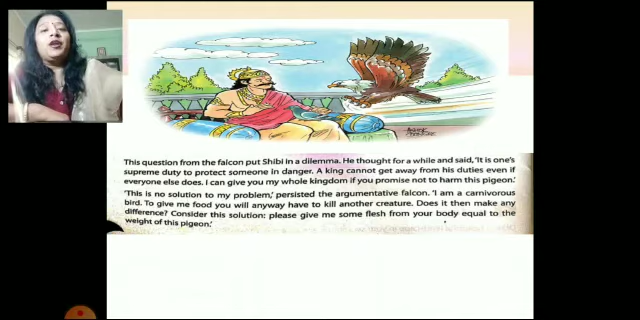 This question from the falcon put Shibi in a dilemma. He thought for a while and said, 'It is one's
supreme duty to protect someone in danger. A king cannot get away from his duties even if
everyone else does. I can give you my whole kingdom if you promise not to harm this pigeon.'
'This is no solution to my problem,' persisted the argumentative falcon. 'I am a carnivorous
bird. To give me food you will anyway have to kill another creature. Does it then make any
difference? Consider this solution: please give me some flesh from your body equal to the
weight of this pigeon.'